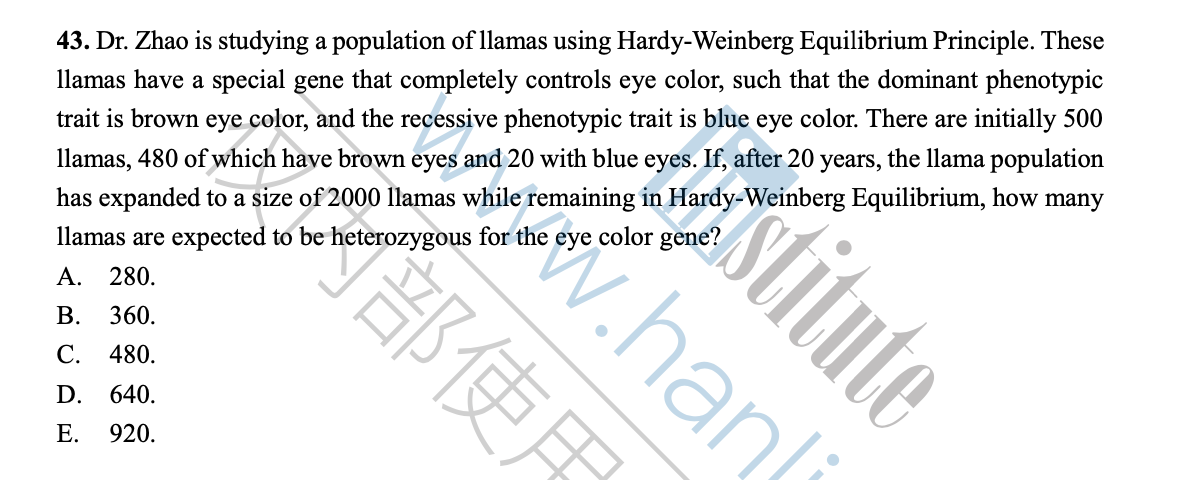 43. Dr. Zhao is studying a population of llamas using Hardy-Weinberg Equilibrium Principle. These
llamas have a special gene that completely controls eye color, such that the dominant phenotypic
trait is brown eye color, and the recessive phenotypic trait is blue eye color. There are initially 500
llamas, 480 of which have brown eyes and 20 with blue eyes. If, after 20 years, the llama population
has expanded to a size of 2000 llamas while remaining in Hardy-Weinberg Equilibrium, how many
llamas are expected to be heterozygous for the eye color gene?
A. 280.
B. 360.
C. 480.
D. 640.
E. 920.
仅内部使用
www.hanli
stitute